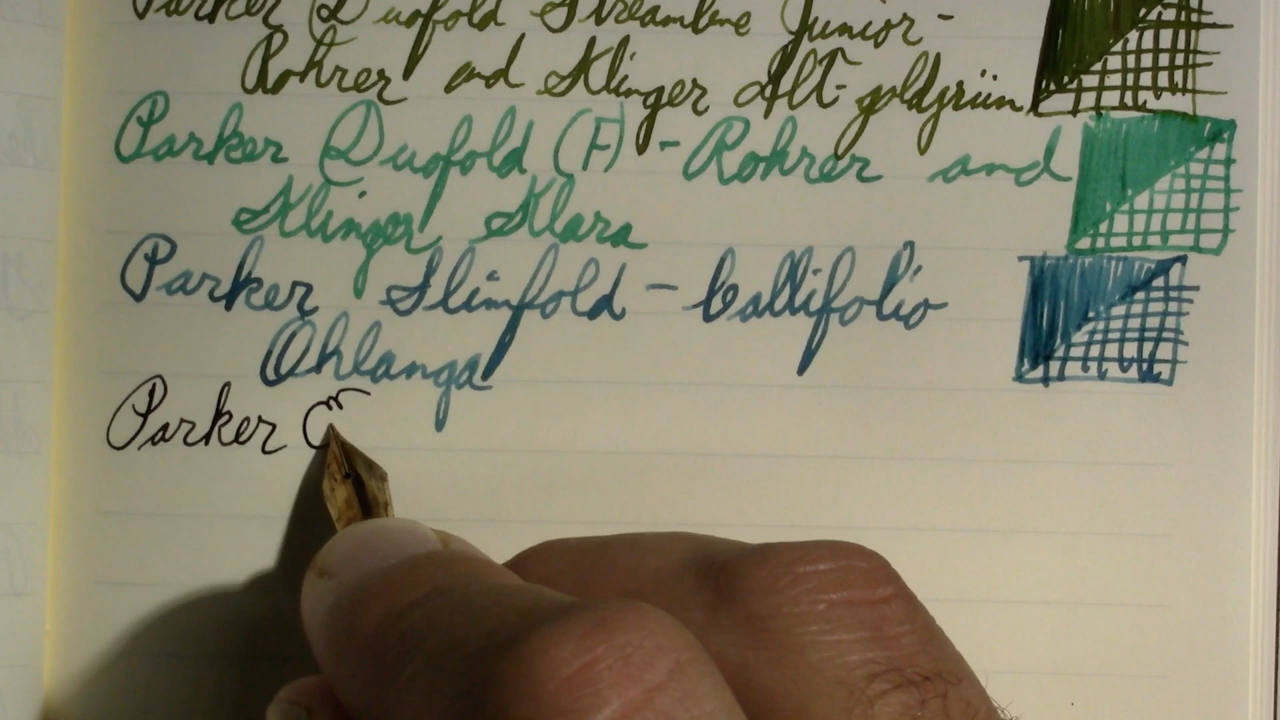 Parker Duofold Streamline Junior -
Rohrer and Klinger Alt-goldgrün
Parker Duofold (F) - Rohrer and
Klinger Klara
Parker Slimfold - Callifolio
Ohlanga
Parker